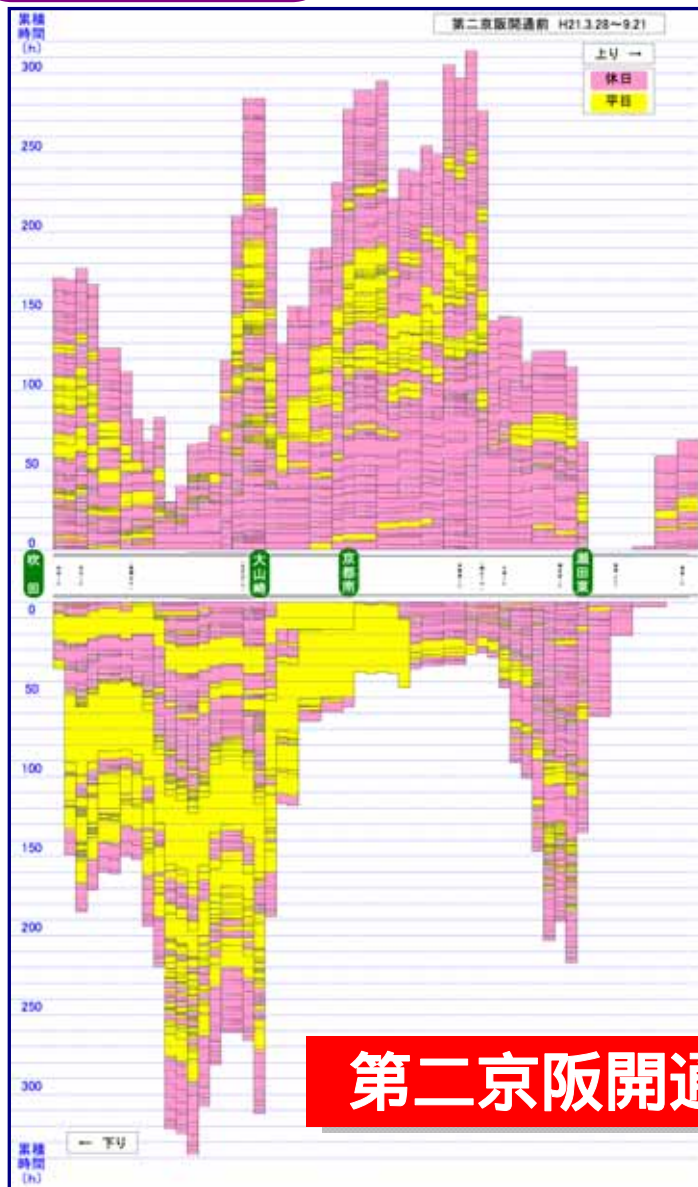 累積
時間
(h)
第二京阪開通前 H21.3.28～9.21
上り →
休日
平日
300
250
200
150
100
50
0
吹田
大山崎
京都南
瀬田東
0
50
100
150
200
250
300
第二京阪開通
← 下り
累積
時間
(h)